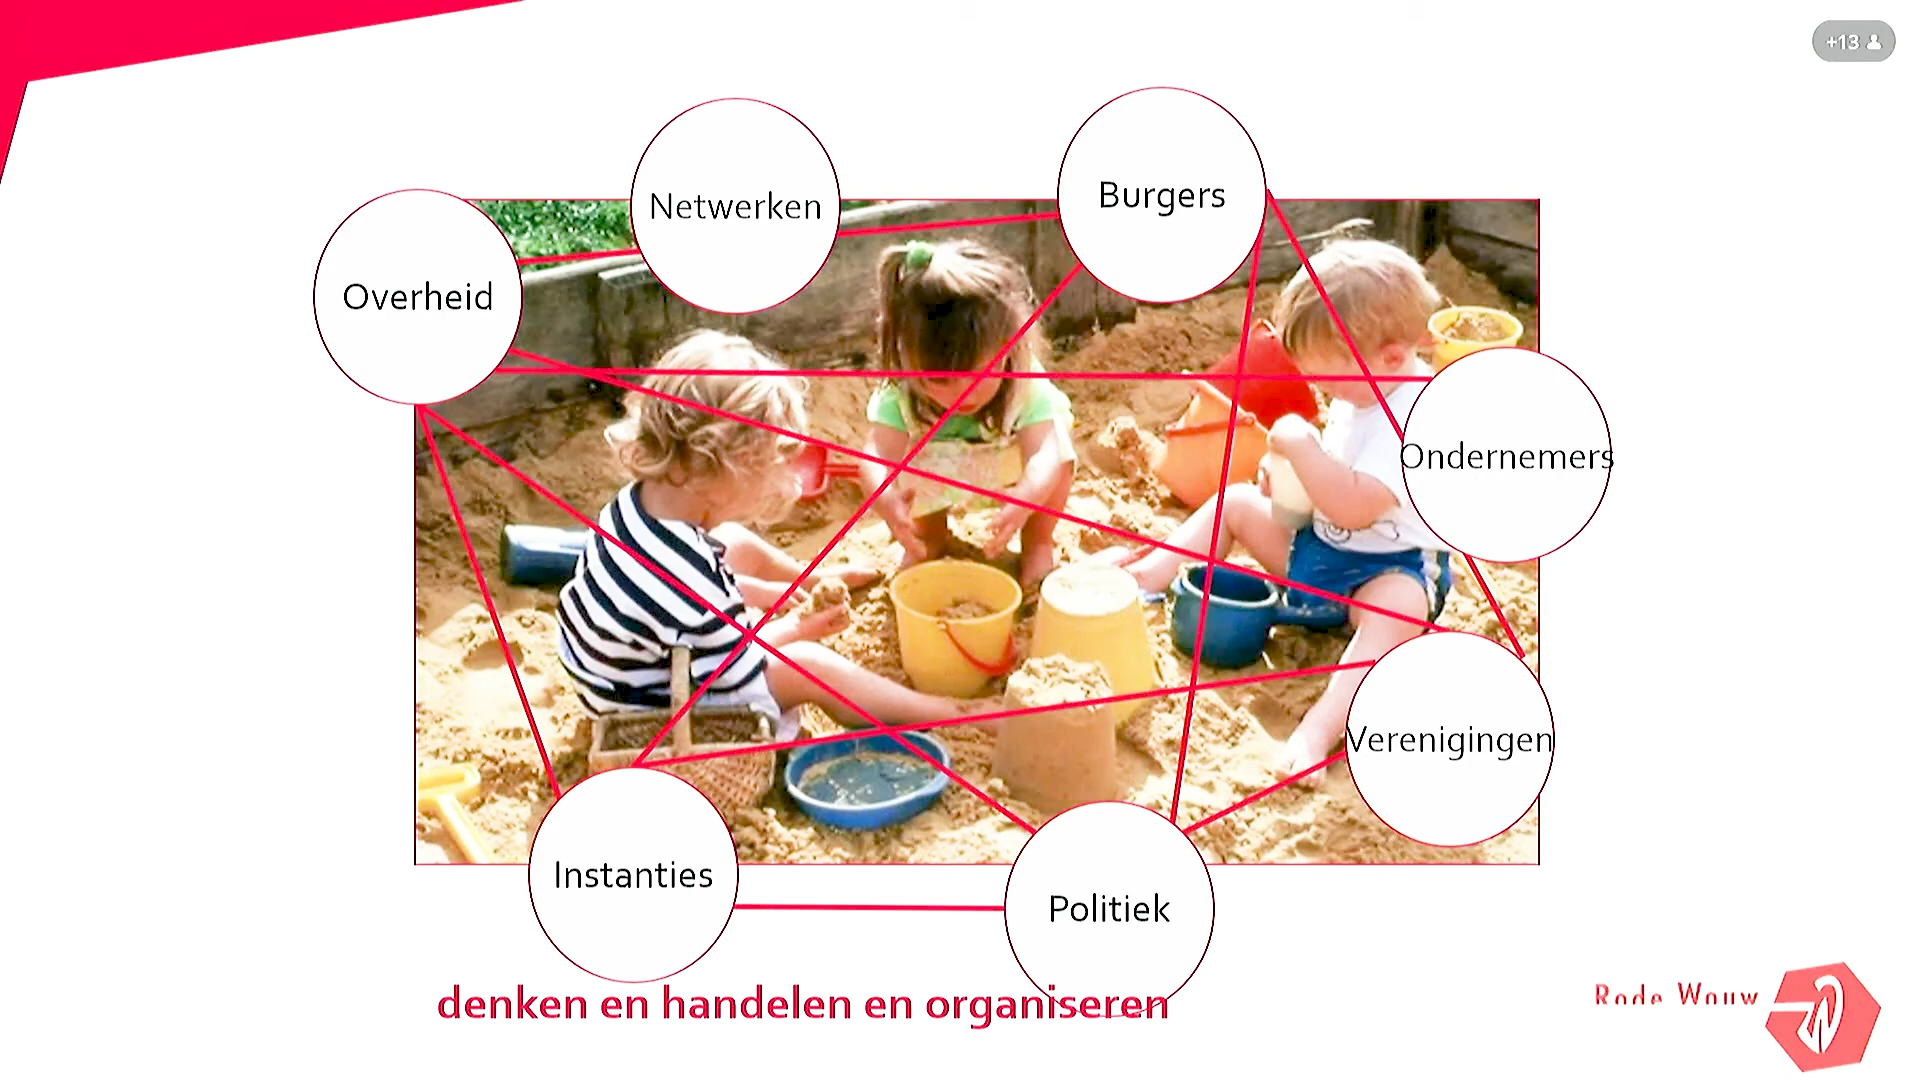 +13
Netwerken
Burgers
Overheid
Ondernemers
Verenigingen
Instanties
Politiek
denken en handelen en organiseren
Rode Wouw